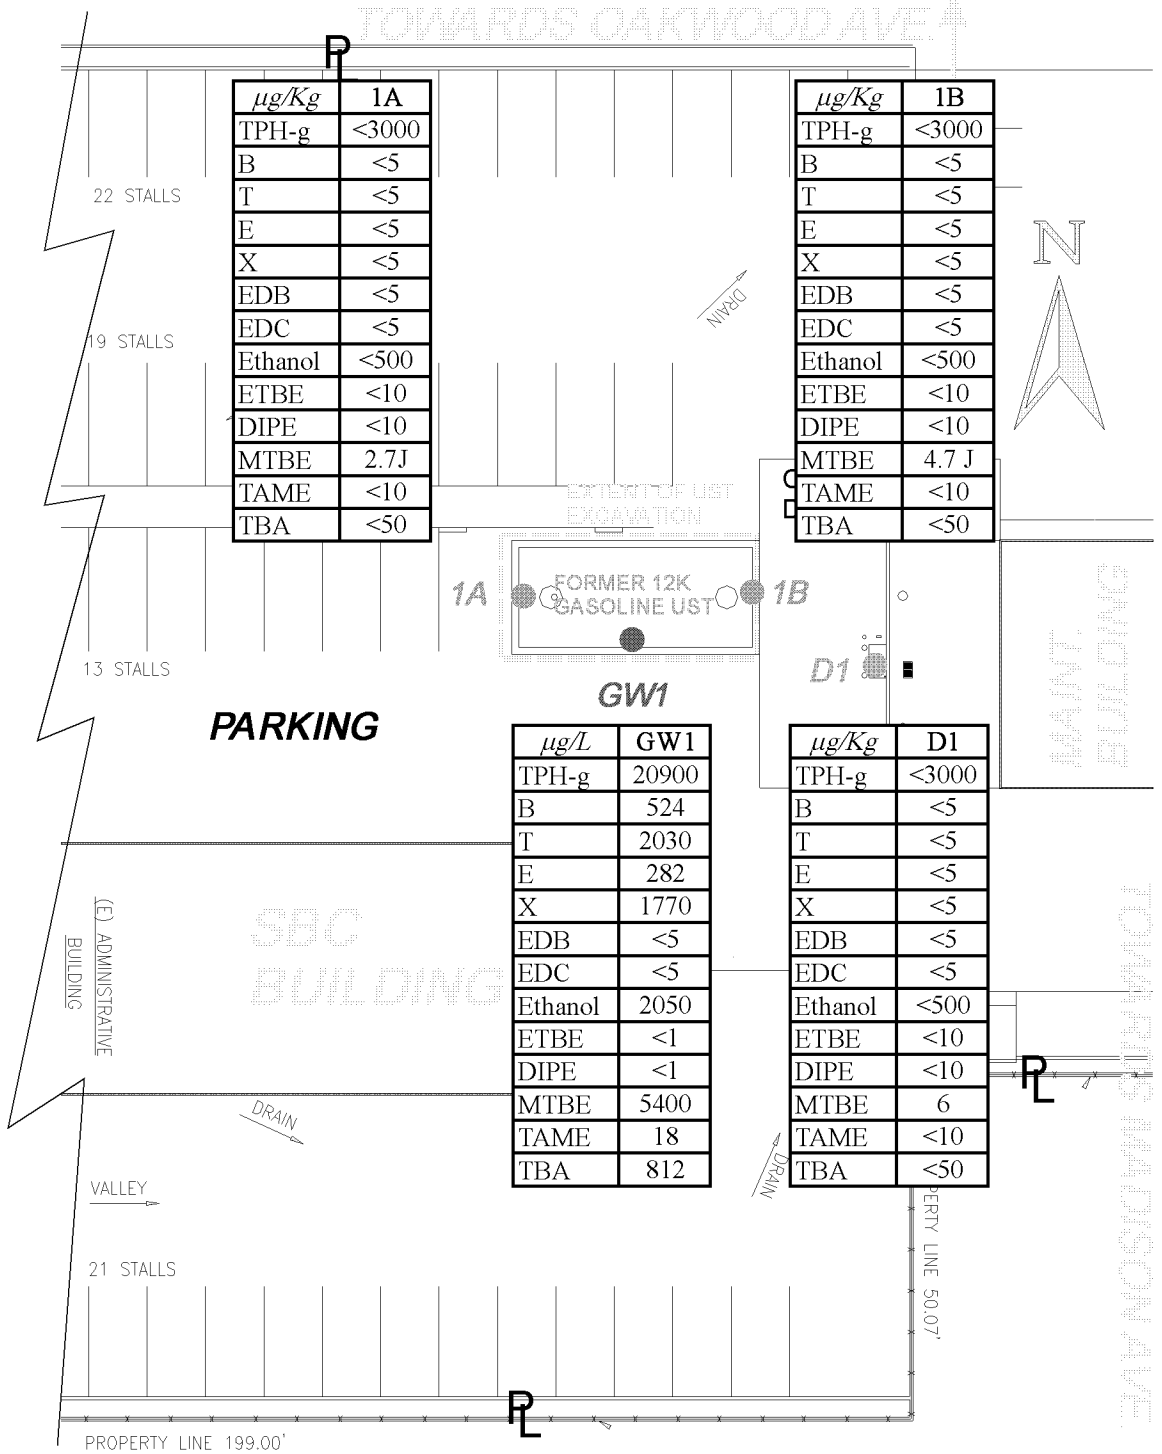 TOWARDS OAKWOOD AVE
PL
µg/Kg 1A
TPH-g <3000
B <5
T <5
E <5
X <5
EDB <5
EDC <5
Ethanol <500
ETBE <10
DIPE <10
MTBE 2.7J
TAME <10
TBA <50
µg/Kg 1B
TPH-g <3000
B <5
T <5
E <5
X <5
EDB <5
EDC <5
Ethanol <500
ETBE <10
DIPE <10
MTBE 4.7 J
TAME <10
TBA <50
22 STALLS
N
DRAIN
19 STALLS
EXTENT OF UST
EXCAVATION
1A
FORMER 12K
GASOLINE UST
1B
D1
MAINT.
BUILDING
13 STALLS
GW1
PARKING
µg/L GW1
TPH-g 20900
B 524
T 2030
E 282
X 1770
EDB <5
EDC <5
Ethanol 2050
ETBE <1
DIPE <1
MTBE 5400
TAME 18
TBA 812
µg/Kg D1
TPH-g <3000
B <5
T <5
E <5
X <5
EDB <5
EDC <5
Ethanol <500
ETBE <10
DIPE <10
MTBE 6
TAME <10
TBA <50
SBC
BUILDING
(E) ADMINISTRATIVE
BUILDING
TOWARDS MADISON AVE
PL
DRAIN
DRAIN
VALLEY
PERTY LINE 50.07'
21 STALLS
PL
PROPERTY LINE 199.00'